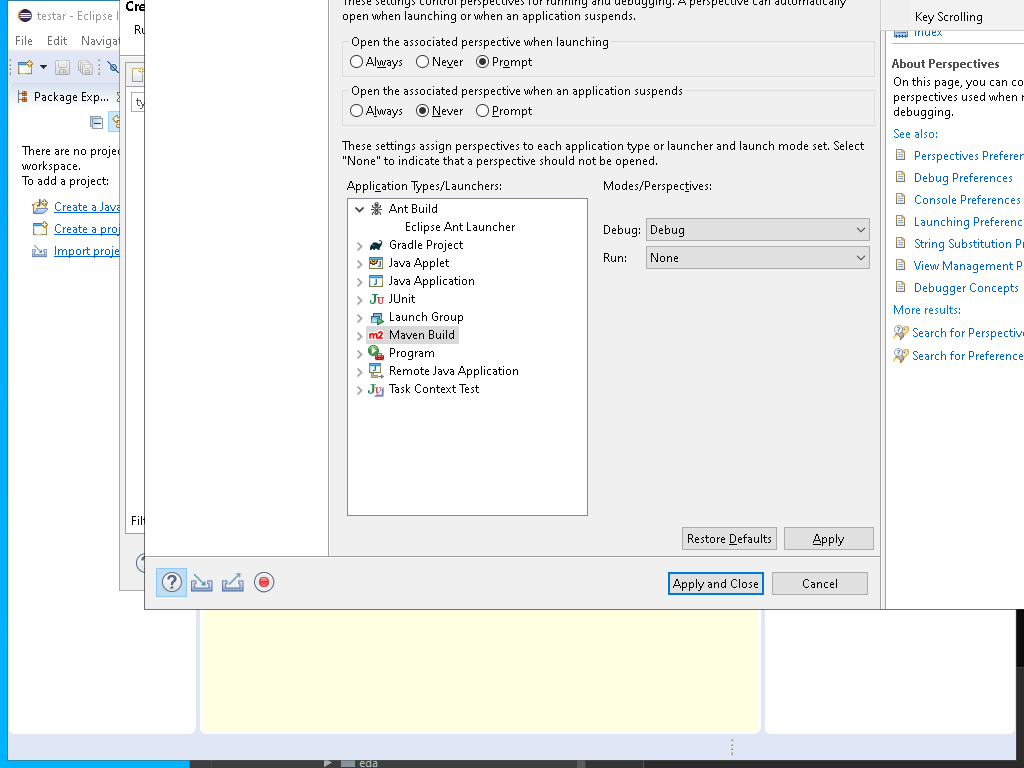 testar - Eclipse I
File Edit Navigat
Package Exp...
There are no proje
workspace.
To add a project:
Create a Java
Create a proj
Import proje
Cre
Ru
ty
Filt
These settings control perspectives for running and debugging. A perspective can automatically
open when launching or when an application suspends.
Open the associated perspective when launching
Always Never Prompt
Open the associated perspective when an application suspends
Always Never Prompt
These settings assign perspectives to each application type or launcher and launch mode set. Select
"None" to indicate that a perspective should not be opened.
Application Types/Launchers:
Modes/Perspectives:
Ant Build
Eclipse Ant Launcher
Gradle Project
Java Applet
Java Application
JUnit
Launch Group
Maven Build
Program
Remote Java Application
Task Context Test
Debug: Debug
Run: None
Restore Defaults Apply
Apply and Close Cancel
Key Scrolling
Index
About Perspectives
On this page, you can co
perspectives used when r
debugging.
See also:
Perspectives Preferen
Debug Preferences
Console Preferences
Launching Preferenc
String Substitution Pr
View Management P
Debugger Concepts
More results:
Search for Perspective
Search for Preference
eda